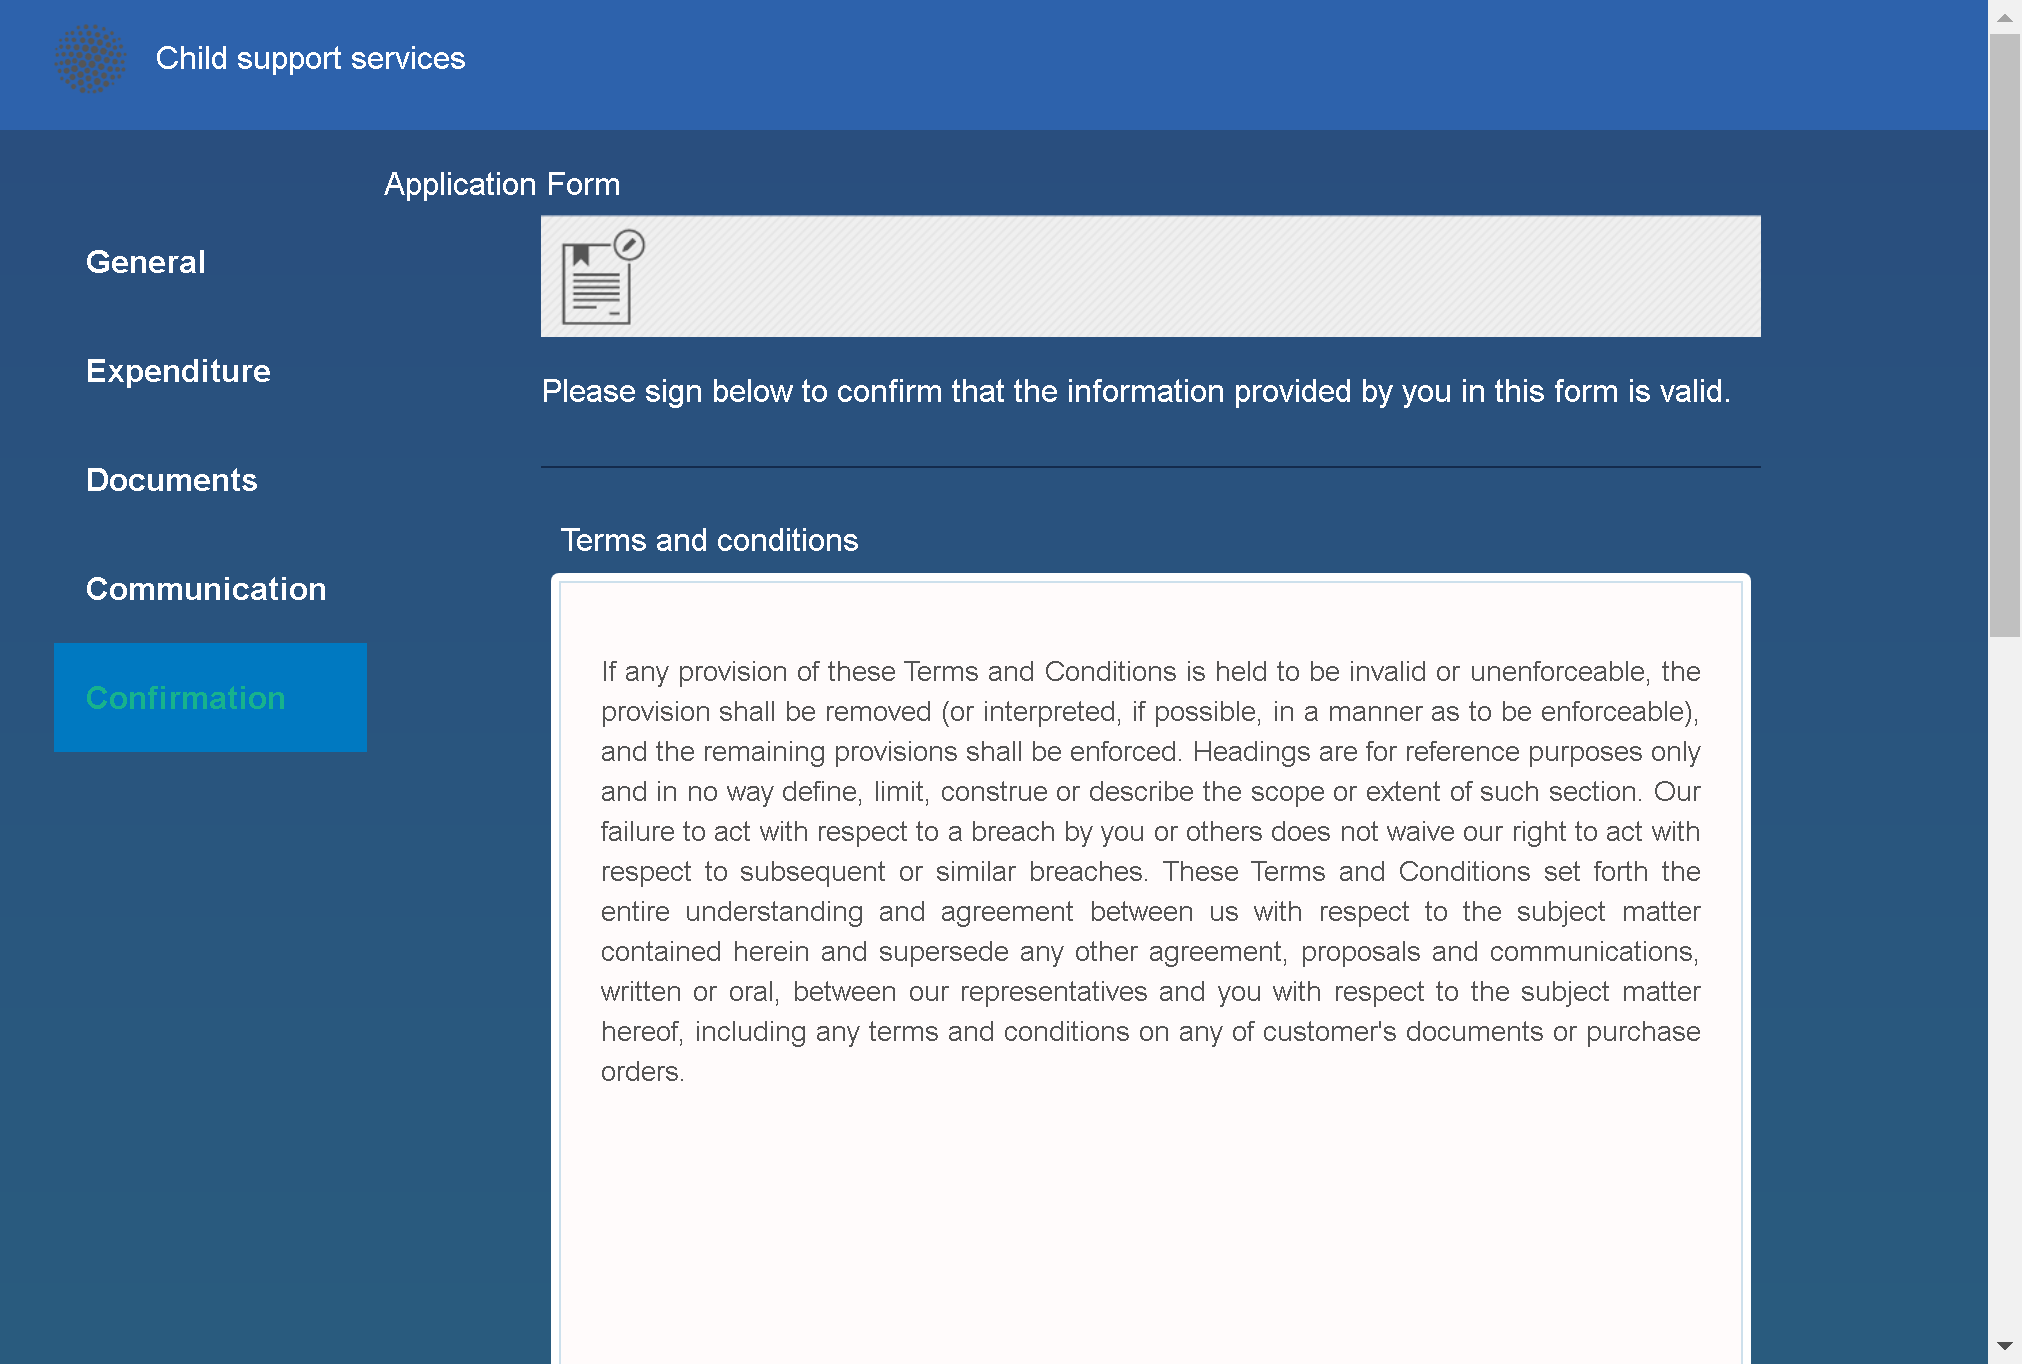 Child support services
Application Form
General
Expenditure
Documents
Communication
Confirmation
Please sign below to confirm that the information provided by you in this form is valid.
Terms and conditions
If any provision of these Terms and Conditions is held to be invalid or unenforceable, the
provision shall be removed (or interpreted, if possible, in a manner as to be enforceable),
and the remaining provisions shall be enforced. Headings are for reference purposes only
and in no way define, limit, construe or describe the scope or extent of such section. Our
failure to act with respect to a breach by you or others does not waive our right to act with
respect to subsequent or similar breaches. These Terms and Conditions set forth the
entire understanding and agreement between us with respect to the subject matter
contained herein and supersede any other agreement, proposals and communications,
written or oral, between our representatives and you with respect to the subject matter
hereof, including any terms and conditions on any of customer's documents or purchase
orders.